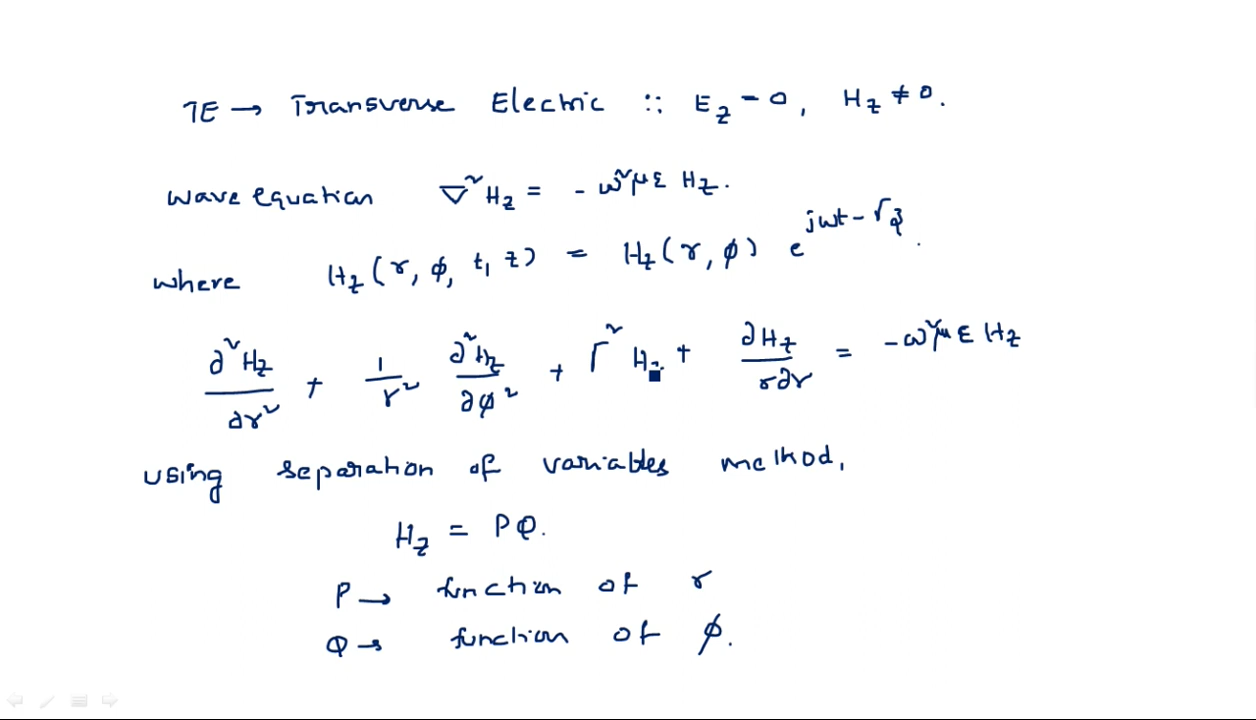 TE → Transverse Electric :: E_z = 0, H_z ≠ 0.
Wave equation ∇²H_z = - ω²με H_z.
where H_z(r, φ, t, z) = H_z(r, φ) e^{jωt - Γz}.
∂²H_z/∂r² + 1/r² ∂²H_z/∂φ² + Γ² H_z + ∂H_z/r∂r = -ω²με H_z
using separation of variables method,
H_z = PQ.
P → function of r
Q → function of φ.